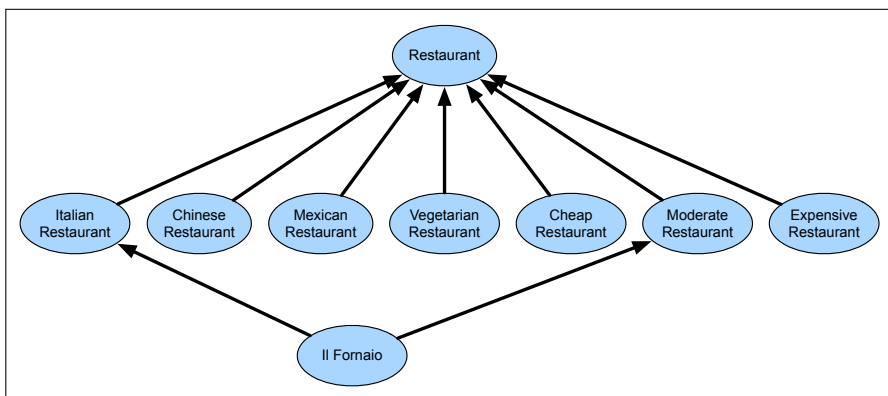 Restaurant
Italian
Restaurant
Chinese
Restaurant
Mexican
Restaurant
Vegetarian
Restaurant
Cheap
Restaurant
Moderate
Restaurant
Expensive
Restaurant
Il Fornaio